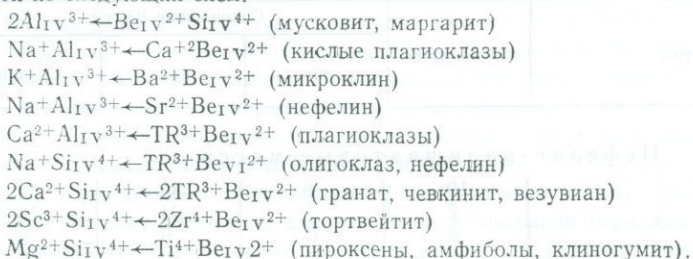 2Al_IV^3+←Be_IV^2+Si_IV^4+ (мусковит, маргарит)
Na+Al_IV^3+←Ca+2Be_IV^2+ (кислые плагиоклазы)
K+Al_IV^3+←Ba2+Be_IV^2+ (микроклин)
Na+Al_IV^3+←Sr2+Be_IV^2+ (нефелин)
Ca2+Al_IV^3+←TR3+Be_IV^2+ (плагиоклазы)
Na+Si_IV^4+←TR3+Be_VI^2+ (олигоклаз, нефелин)
2Ca2+Si_IV^4+←2TR3+Be_IV^2+ (гранат, чевкинит, везувиан)
2Sc3+Si_IV^4+←2Zr4+Be_IV^2+ (тортвейтит)
Mg2+Si_IV^4+←Ti4+Be_IV2+ (пироксены, амфиболы, клиногумит).